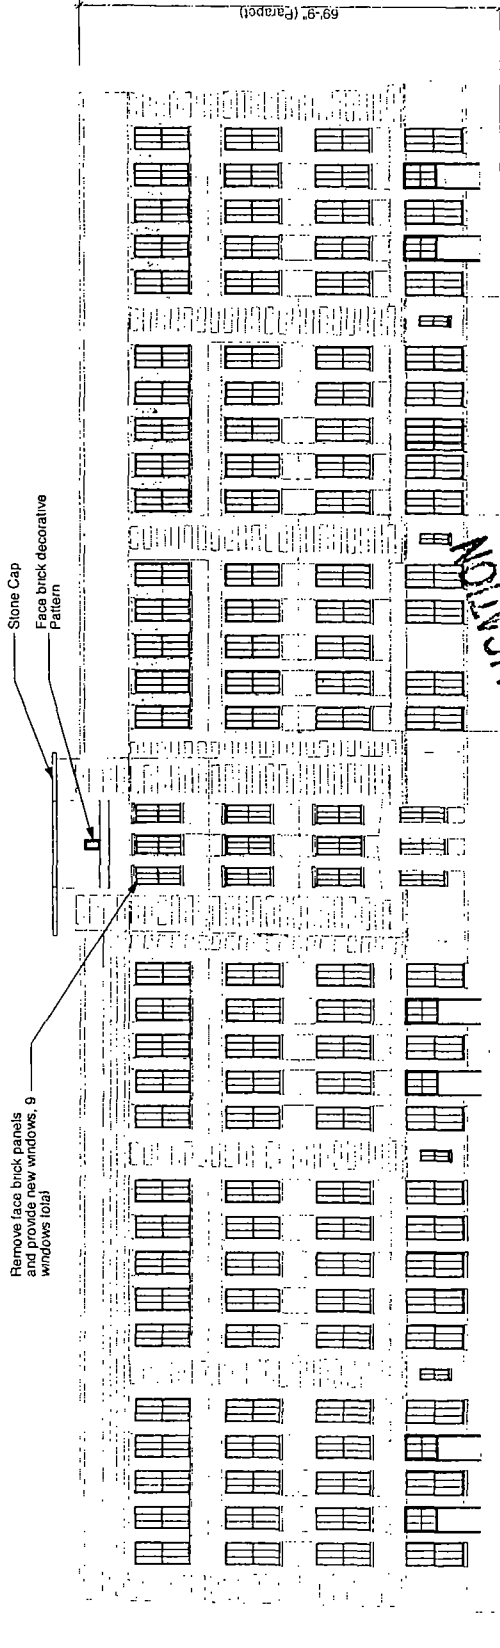 Stone Cap
Face brick decorative
Pattern
Remove face brick panels
and provide new windows, 9
windows total
69'-9" (Parapet)